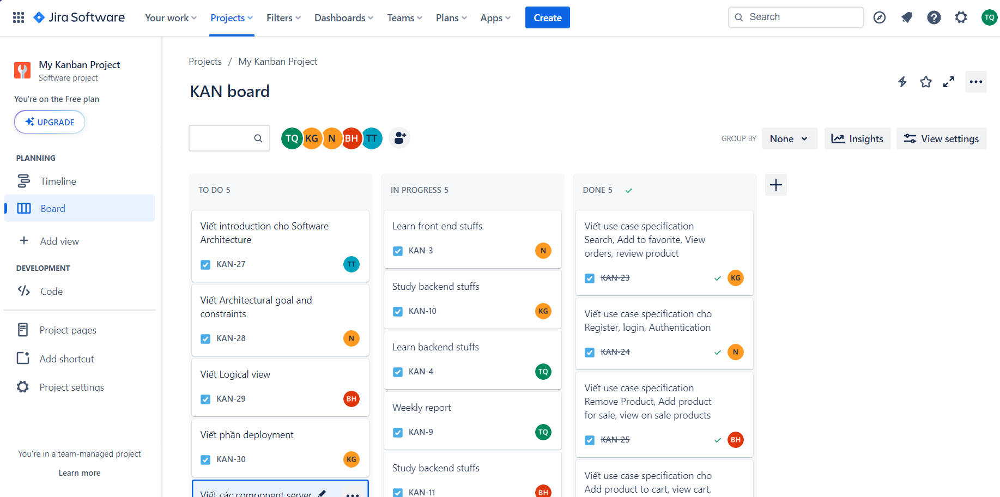 Jira Software
Your work
Projects
Filters
Dashboards
Teams
Plans
Apps
Create
Search
TQ
My Kanban Project
Software project
You're on the Free plan
UPGRADE
PLANNING
Timeline
Board
Add view
DEVELOPMENT
Code
Project pages
Add shortcut
Project settings
You're in a team-managed project
Learn more
Projects / My Kanban Project
KAN board
TQ KG N BH TT
GROUP BY None
Insights
View settings
TO DO 5
Viết introduction cho Software
Architecture
KAN-27 TT
Viết Architectural goal and
constraints
KAN-28 N
Viết Logical view
KAN-29 BH
Viết phần deployment
KAN-30 KG
Viết các component server
IN PROGRESS 5
Learn front end stuffs
KAN-3 N
Study backend stuffs
KAN-10 KG
Learn backend stuffs
KAN-4 TQ
Weekly report
KAN-9 TQ
Study backend stuffs
KAN-11 BH
DONE 5
Viết use case specification
Search, Add to favorite, View
orders, review product
KAN-23 KG
Viết use case specification cho
Register, login, Authentication
KAN-24 N
Viết use case specification
Remove Product, Add product
for sale, view on sale products
KAN-25 BH
Viết use case specification cho
Add product to cart, view cart,